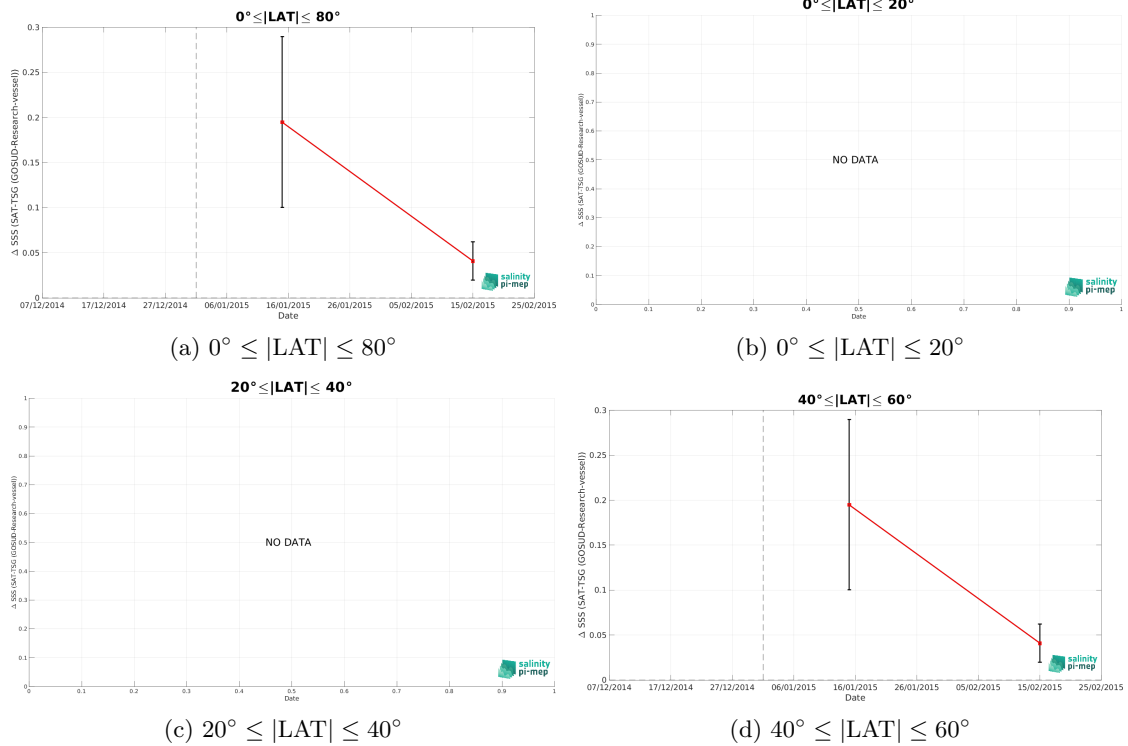 0°≤|LAT|≤ 80°
0.3
0.25
0.2
0.15
0.1
0.05
0
Δ SSS (SAT-TSG (GOSUD-Research-vessel))
07/12/2014 17/12/2014 27/12/2014 06/01/2015 16/01/2015 26/01/2015 05/02/2015 15/02/2015 25/02/2015
Date
salinity
pi-mep
(a) 0° ≤ |LAT| ≤ 80°
0°≤|LAT|≤ 20°
1
0.9
0.8
0.7
0.6
0.5
0.4
0.3
0.2
0.1
0
Δ SSS (SAT-TSG (GOSUD-Research-vessel))
NO DATA
0 0.1 0.2 0.3 0.4 0.5 0.6 0.7 0.8 0.9 1
Date
salinity
pi-mep
(b) 0° ≤ |LAT| ≤ 20°
20°≤|LAT|≤ 40°
1
0.9
0.8
0.7
0.6
0.5
0.4
0.3
0.2
0.1
0
Δ SSS (SAT-TSG (GOSUD-Research-vessel))
NO DATA
0 0.1 0.2 0.3 0.4 0.5 0.6 0.7 0.8 0.9 1
Date
salinity
pi-mep
(c) 20° ≤ |LAT| ≤ 40°
40°≤|LAT|≤ 60°
0.3
0.25
0.2
0.15
0.1
0.05
0
Δ SSS (SAT-TSG (GOSUD-Research-vessel))
07/12/2014 17/12/2014 27/12/2014 06/01/2015 16/01/2015 26/01/2015 05/02/2015 15/02/2015 25/02/2015
Date
salinity
pi-mep
(d) 40° ≤ |LAT| ≤ 60°